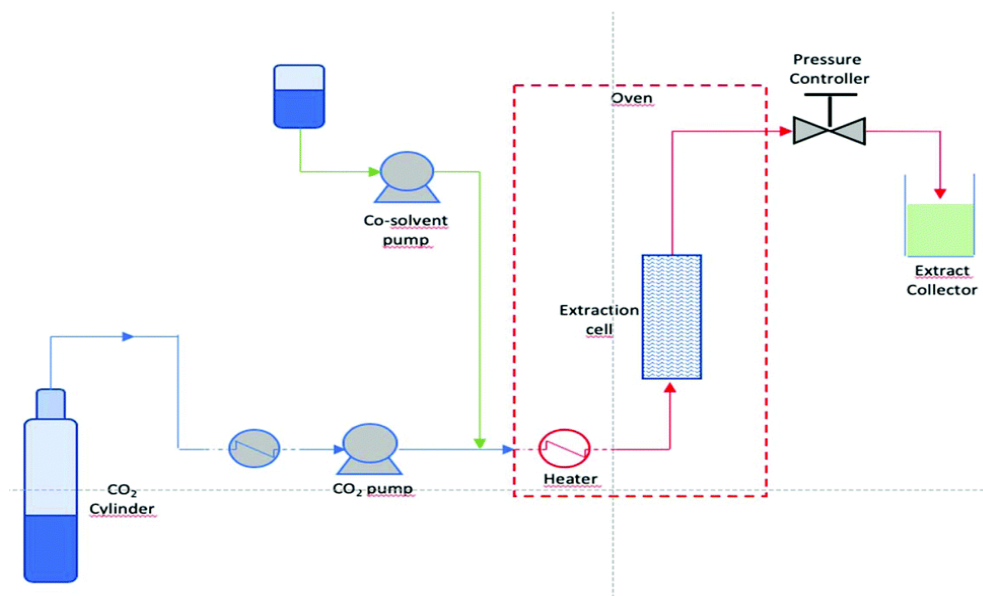 Pressure
Controller
Oven
Co-solvent
pump
Extract
Collector
Extraction
cell
Heater
CO₂ pump
CO₂
Cylinder